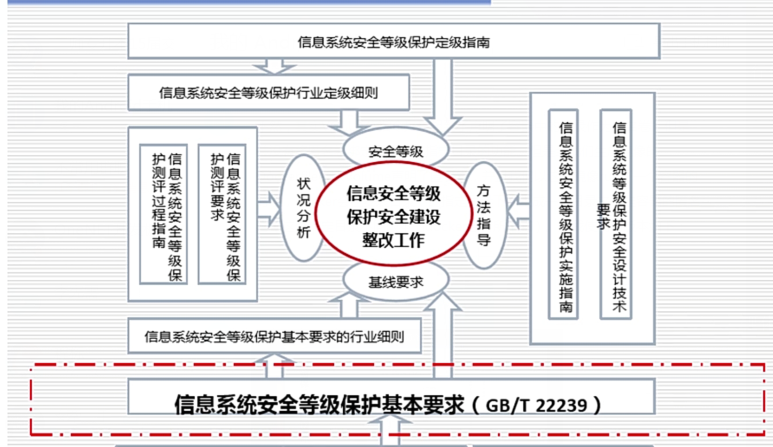 信息系统安全等级保护定级指南
信息系统安全等级保护行业定级细则
安全等级
信息系统安全等级保
护测评过程指南
信息系统安全等级保
护测评要求
状况分析
信息安全等级
保护安全建设
整改工作
方法指导
信息系统安全等级保护实施指南
信息系统等级保护安全设计技术
要求
基线要求
信息系统安全等级保护基本要求的行业细则
信息系统安全等级保护基本要求（GB/T 22239）